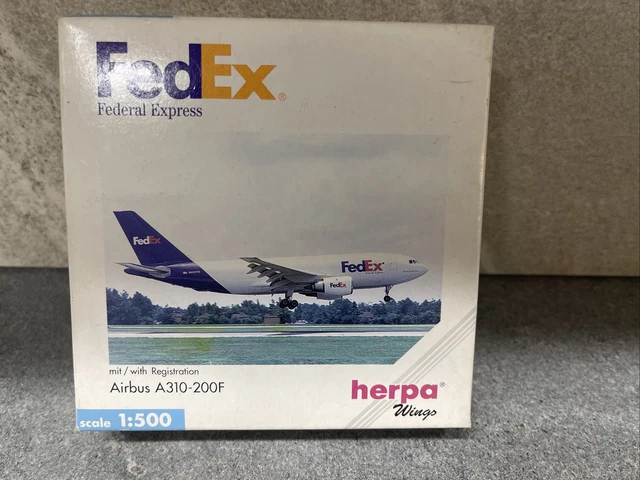 FedEx®
Federal Express
FedEx
FedEx
FedEx
mit / with Registration
Airbus A310-200F
herpa®
Wings
scale 1:500